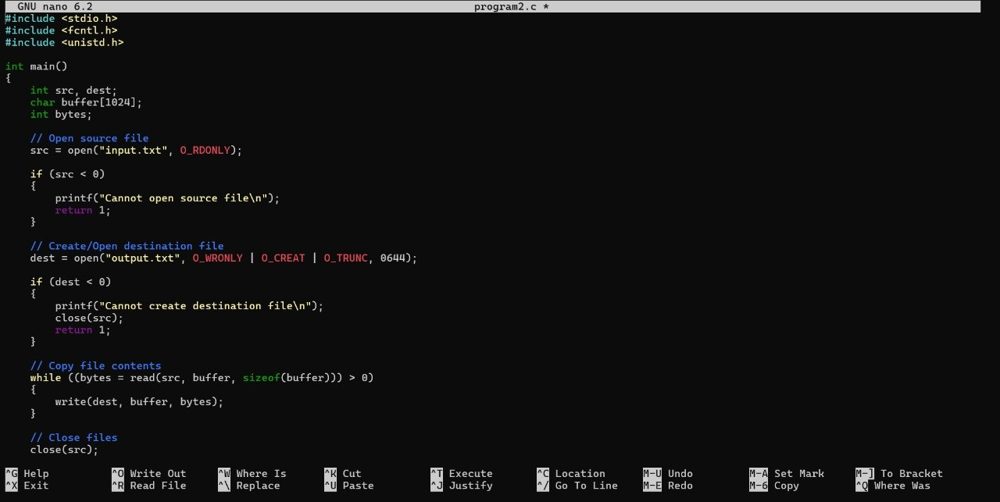 GNU nano 6.2 program2.c *
#include <stdio.h>
#include <fcntl.h>
#include <unistd.h>

int main()
{
    int src, dest;
    char buffer[1024];
    int bytes;

    // Open source file
    src = open("input.txt", O_RDONLY);

    if (src < 0)
    {
        printf("Cannot open source file\n");
        return 1;
    }

    // Create/Open destination file
    dest = open("output.txt", O_WRONLY | O_CREAT | O_TRUNC, 0644);

    if (dest < 0)
    {
        printf("Cannot create destination file\n");
        close(src);
        return 1;
    }

    // Copy file contents
    while ((bytes = read(src, buffer, sizeof(buffer))) > 0)
    {
        write(dest, buffer, bytes);
    }

    // Close files
    close(src);

^G Help ^O Write Out ^W Where Is ^K Cut ^T Execute ^C Location M-U Undo M-A Set Mark M-] To Bracket
^X Exit ^R Read File ^\ Replace ^U Paste ^J Justify ^/ Go To Line M-E Redo M-6 Copy ^Q Where Was